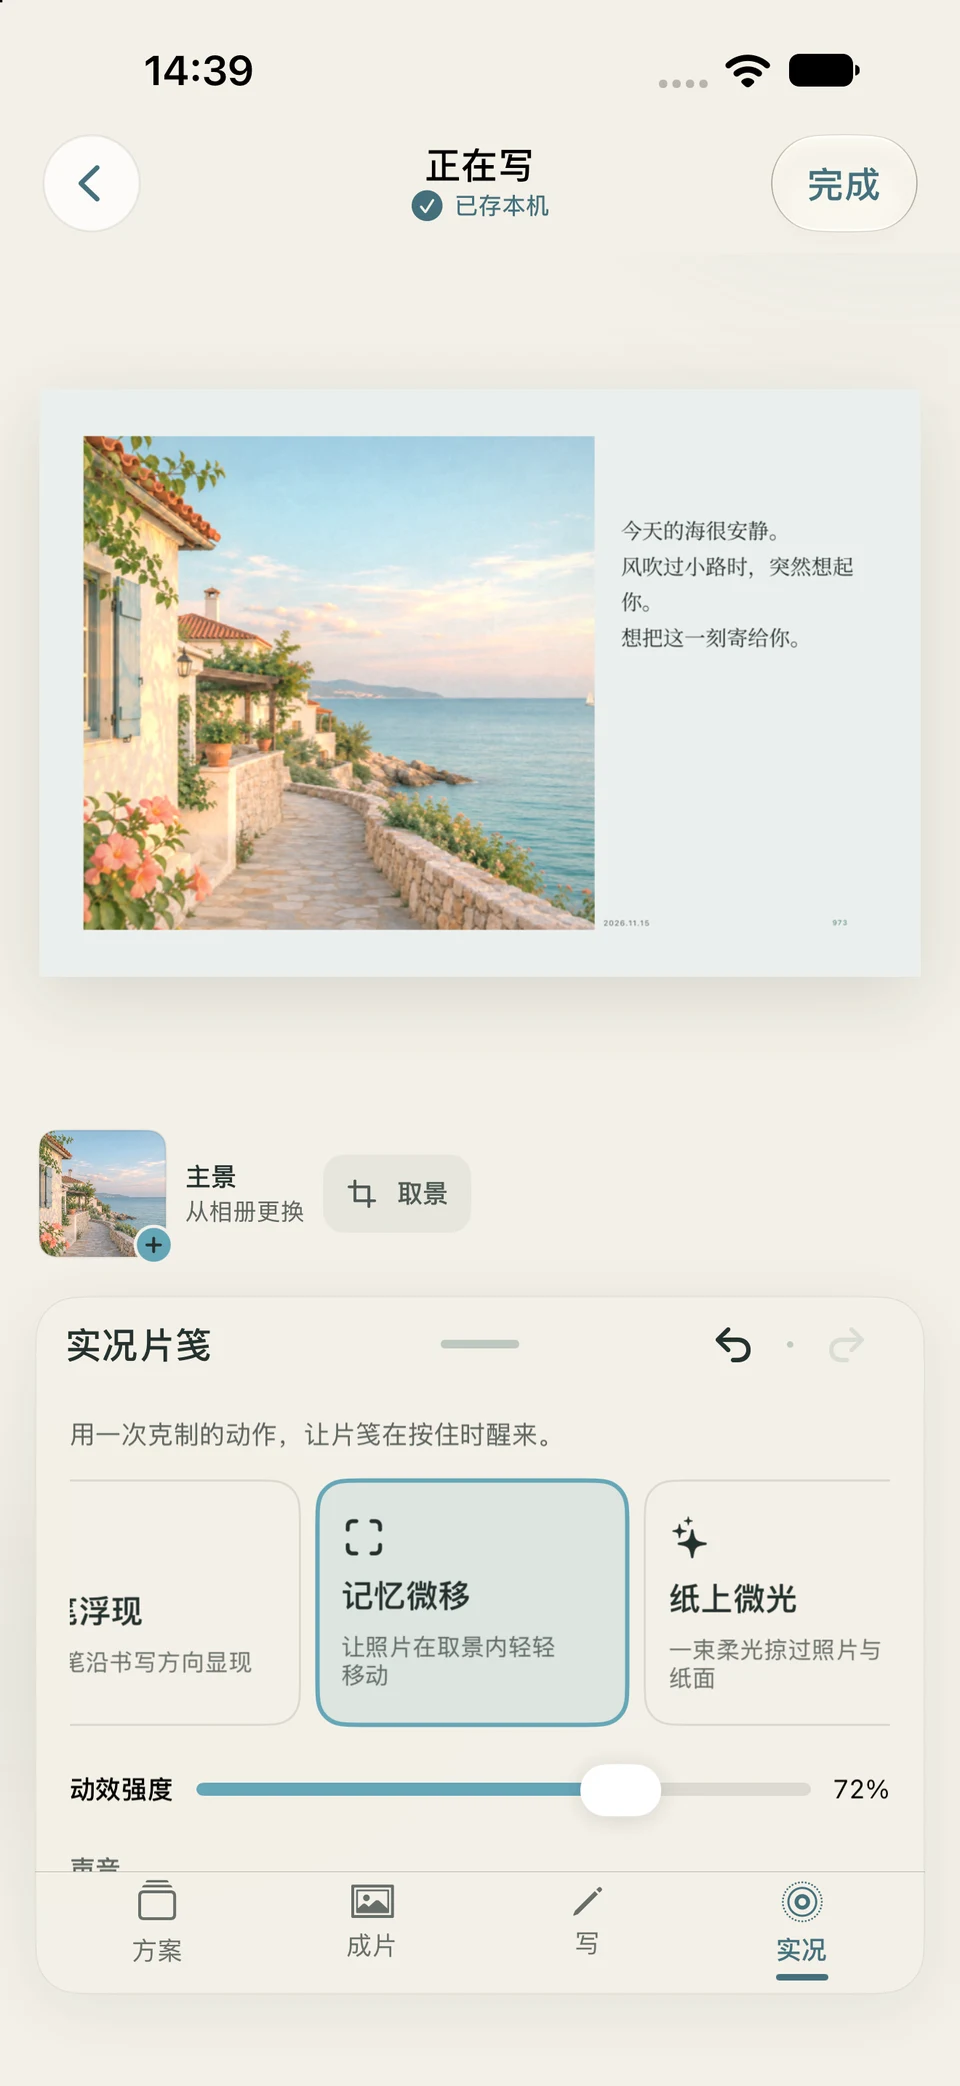 14:39
正在写
已存本机
完成
今天的海很安静。
风吹过小路时，突然想起
你。
想把这一刻寄给你。
2026.11.15
973
主景
从相册更换
取景
实况片笺
用一次克制的动作，让片笺在按住时醒来。
浮现
笔沿书写方向显现
记忆微移
让照片在取景内轻轻
移动
纸上微光
一束柔光掠过照片与
纸面
动效强度
72%
声音
方案
成片
写
实况